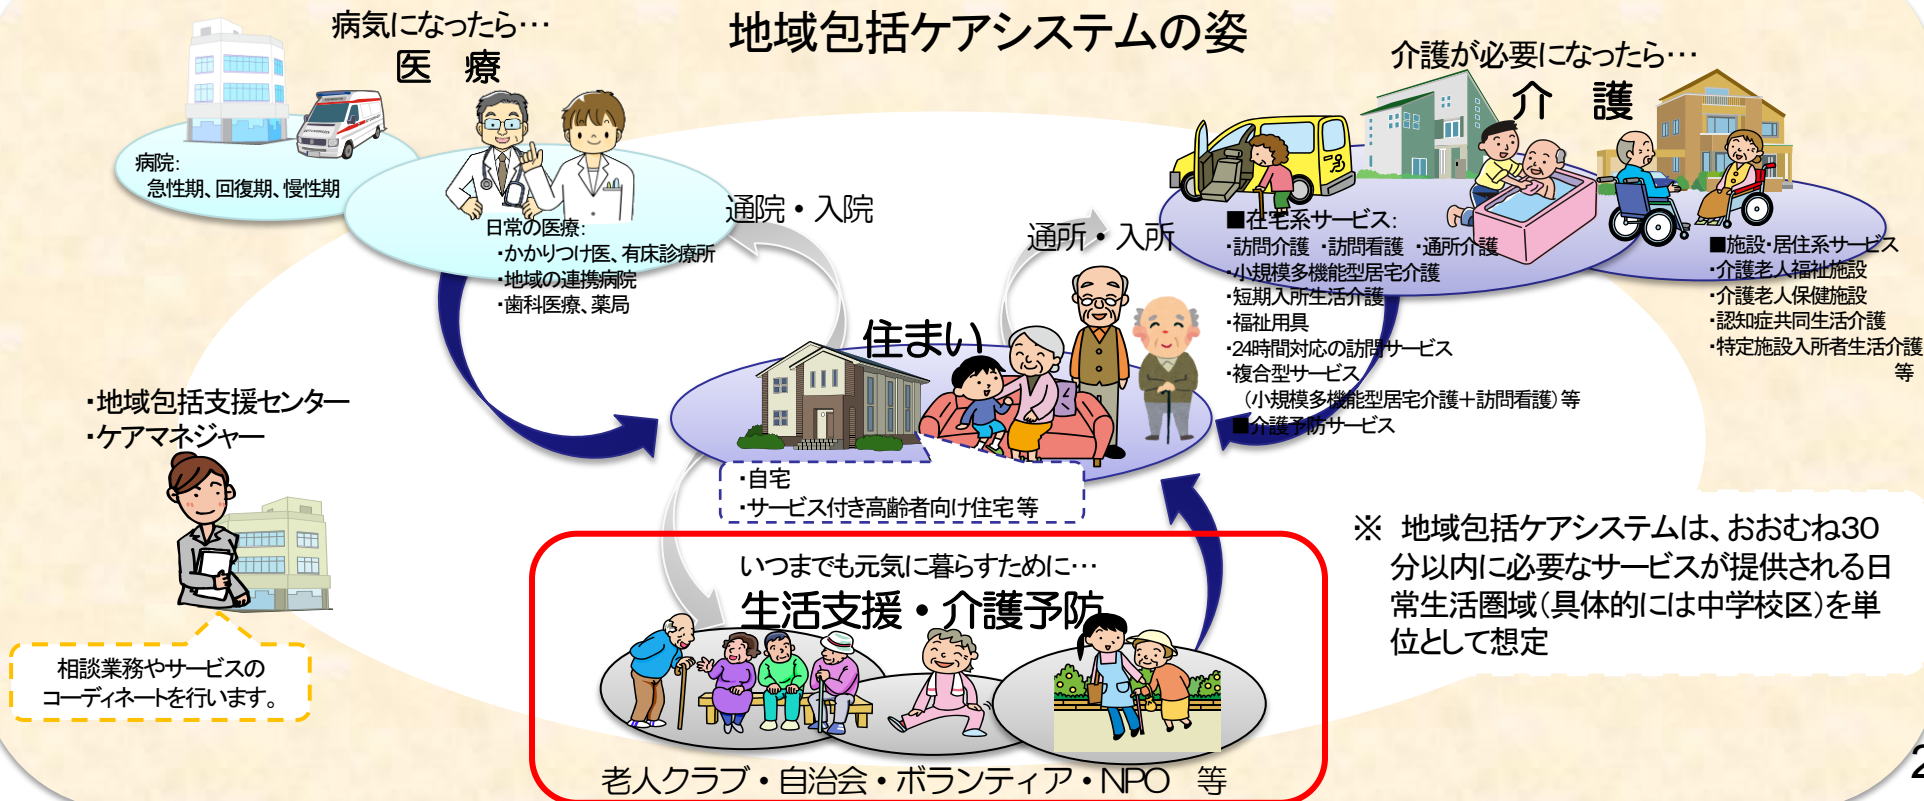 地域包括ケアシステムの姿
病気になったら…
医 療
病院:
急性期、回復期、慢性期
日常の医療:
・かかりつけ医、有床診療所
・地域の連携病院
・歯科医療、薬局
通院・入院
通所・入所
介護が必要になったら…
介 護
■在宅系サービス:
・訪問介護 ・訪問看護 ・通所介護
・小規模多機能型居宅介護
・短期入所生活介護
・福祉用具
・24時間対応の訪問サービス
・複合型サービス
(小規模多機能型居宅介護+訪問看護)等
■介護予防サービス
■施設・居住系サービス
・介護老人福祉施設
・介護老人保健施設
・認知症共同生活介護
・特定施設入所者生活介護
等
住まい
・自宅
・サービス付き高齢者向け住宅 等
・地域包括支援センター
・ケアマネジャー
相談業務やサービスの
コーディネートを行います。
いつまでも元気に暮らすために…
生活支援・介護予防
老人クラブ・自治会・ボランティア・NPO 等
※ 地域包括ケアシステムは、おおむね30
分以内に必要なサービスが提供される日
常生活圏域(具体的には中学校区)を単
位として想定
2